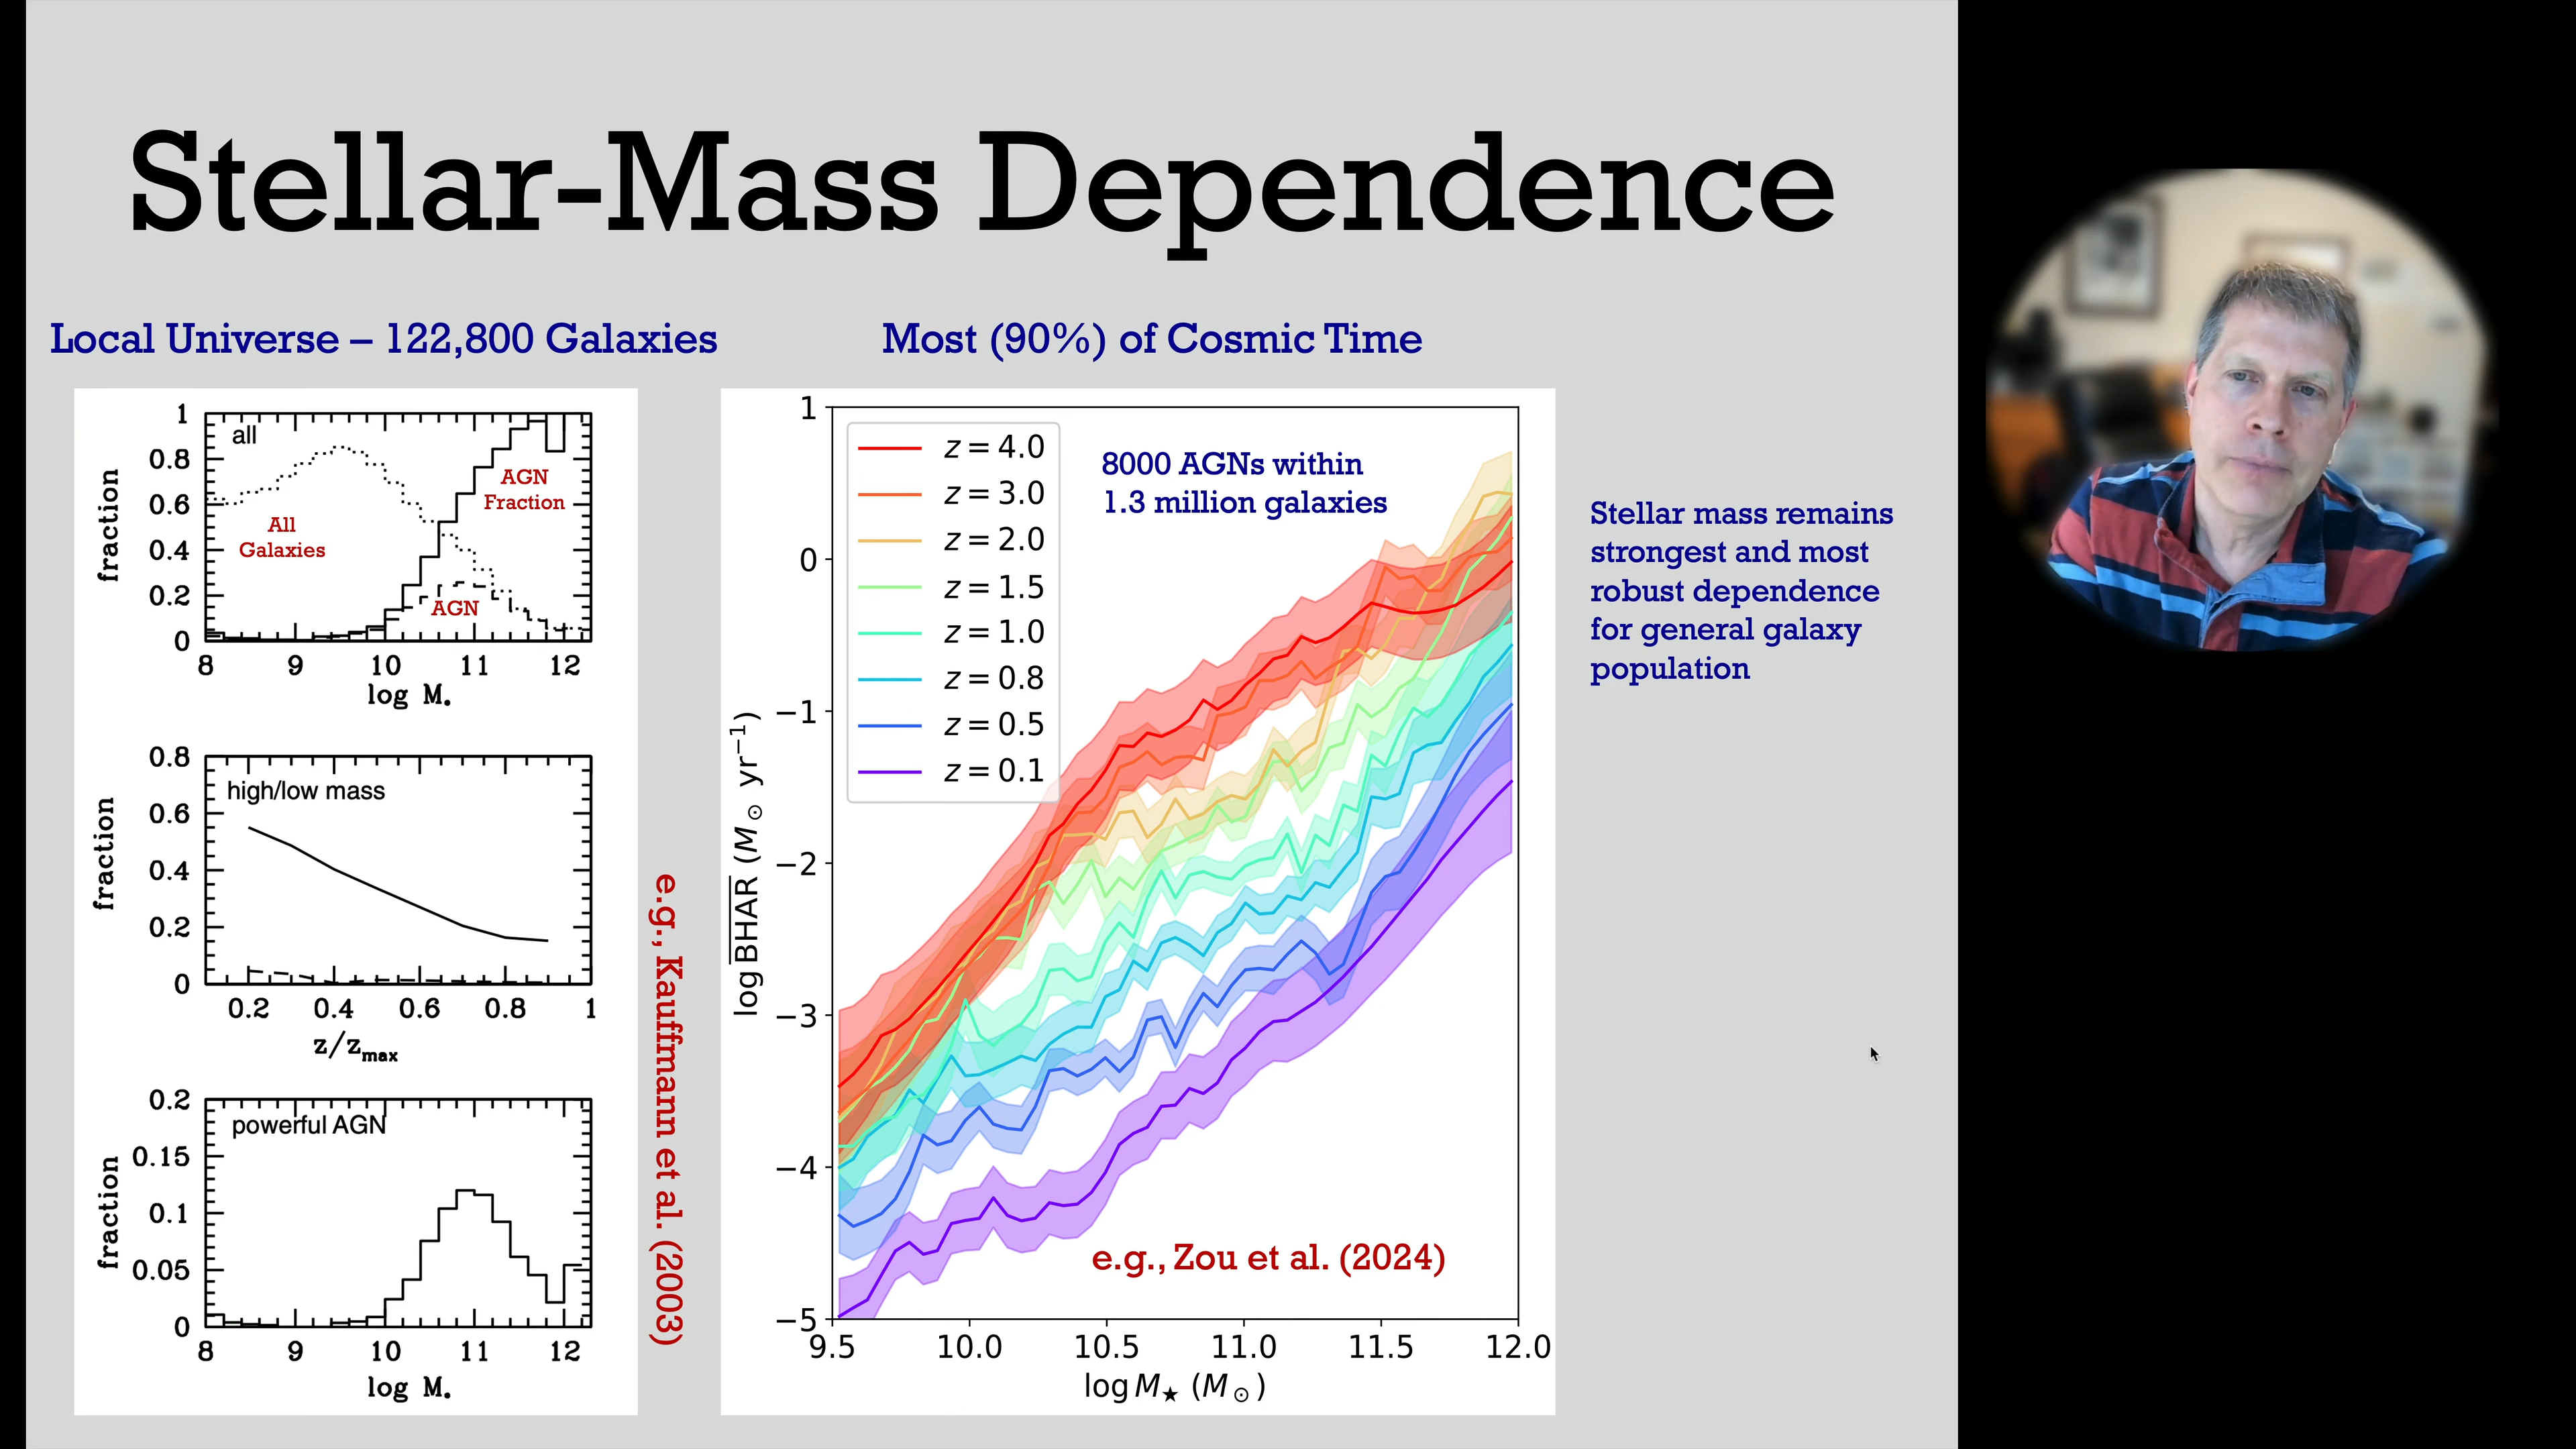 Stellar-Mass Dependence
Local Universe – 122,800 Galaxies
1
0.8
0.6
0.4
0.2
0
fraction
all
All
Galaxies
AGN
Fraction
AGN
8 9 10 11 12
log M*
0.8
0.6
0.4
0.2
0
fraction
high/low mass
0.2 0.4 0.6 0.8 1
z/zmax
0.2
0.15
0.1
0.05
0
fraction
powerful AGN
8 9 10 11 12
log M*
e.g., Kauffmann et al. (2003)
Most (90%) of Cosmic Time
1
0
−1
−2
−3
−4
−5
log BHAR (M⊙ yr−1)
z = 4.0
z = 3.0
z = 2.0
z = 1.5
z = 1.0
z = 0.8
z = 0.5
z = 0.1
8000 AGNs within
1.3 million galaxies
e.g., Zou et al. (2024)
9.5 10.0 10.5 11.0 11.5 12.0
log M★ (M⊙)
Stellar mass remains
strongest and most
robust dependence
for general galaxy
population